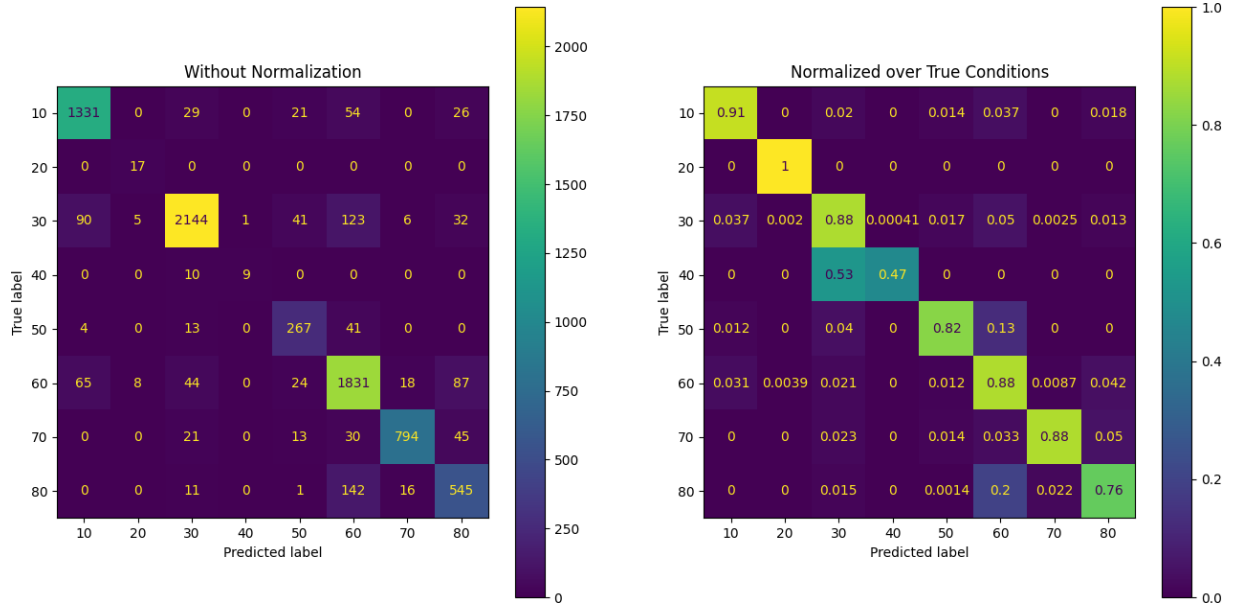 Without Normalization
10 1331 0 29 0 21 54 0 26
20 0 17 0 0 0 0 0 0
30 90 5 2144 1 41 123 6 32
40 0 0 10 9 0 0 0 0
50 4 0 13 0 267 41 0 0
60 65 8 44 0 24 1831 18 87
70 0 0 21 0 13 30 794 45
80 0 0 11 0 1 142 16 545
10 20 30 40 50 60 70 80
True label
Predicted label
2000
1750
1500
1250
1000
750
500
250
0
Normalized over True Conditions
10 0.91 0 0.02 0 0.014 0.037 0 0.018
20 0 1 0 0 0 0 0 0
30 0.037 0.002 0.88 0.00041 0.017 0.05 0.0025 0.013
40 0 0 0.53 0.47 0 0 0 0
50 0.012 0 0.04 0 0.82 0.13 0 0
60 0.031 0.0039 0.021 0 0.012 0.88 0.0087 0.042
70 0 0 0.023 0 0.014 0.033 0.88 0.05
80 0 0 0.015 0 0.0014 0.2 0.022 0.76
10 20 30 40 50 60 70 80
True label
Predicted label
1.0
0.8
0.6
0.4
0.2
0.0